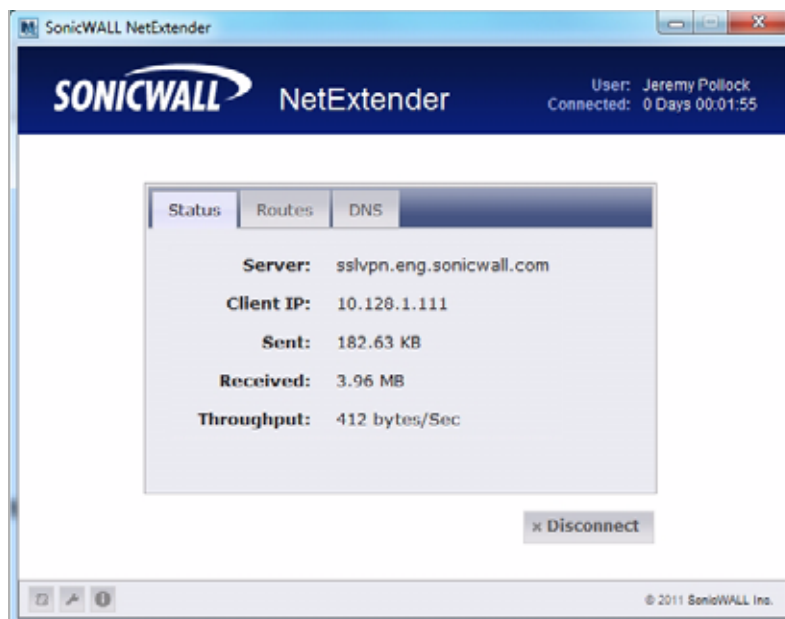 SonicWALL NetExtender
SONICWALL NetExtender
User: Jeremy Pollock
Connected: 0 Days 00:01:55
Status Routes DNS
Server: sslvpn.eng.sonicwall.com
Client IP: 10.128.1.111
Sent: 182.63 KB
Received: 3.96 MB
Throughput: 412 bytes/Sec
× Disconnect
© 2011 SonicWALL Inc.